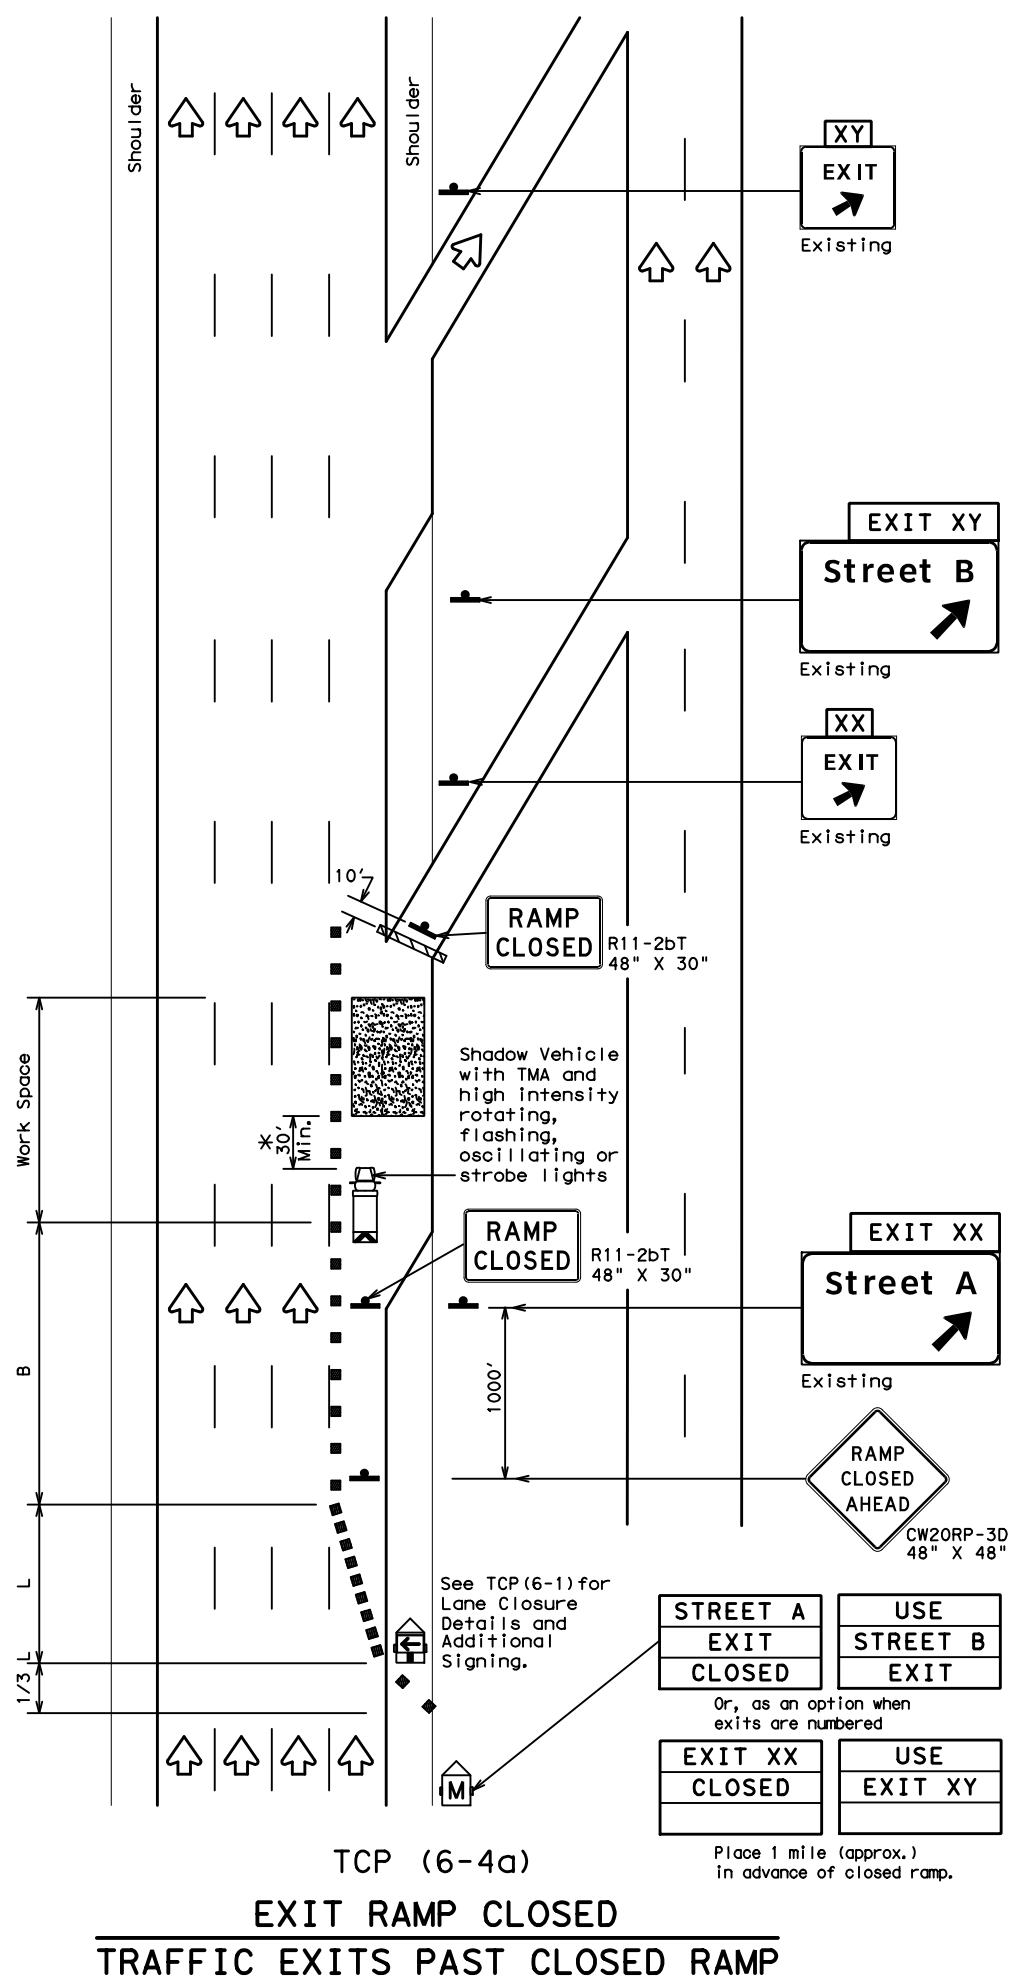 Shoulder
Shoulder
XY
EXIT
Existing
EXIT XY
Street B
Existing
XX
EXIT
Existing
10'
RAMP
CLOSED
R11-2bT
48" X 30"
Work Space
Shadow Vehicle
with TMA and
high intensity
rotating,
flashing,
oscillating or
strobe lights
*
30'
Min.
RAMP
CLOSED
R11-2bT
48" X 30"
EXIT XX
Street A
Existing
B
1000'
RAMP
CLOSED
AHEAD
CW20RP-3D
48" X 48"
L
See TCP(6-1)for
Lane Closure
Details and
Additional
Signing.
1/3 L
STREET A
EXIT
CLOSED
USE
STREET B
EXIT
Or, as an option when
exits are numbered
EXIT XX
CLOSED
USE
EXIT XY
M
Place 1 mile (approx.)
in advance of closed ramp.
TCP (6-4a)
EXIT RAMP CLOSED
TRAFFIC EXITS PAST CLOSED RAMP